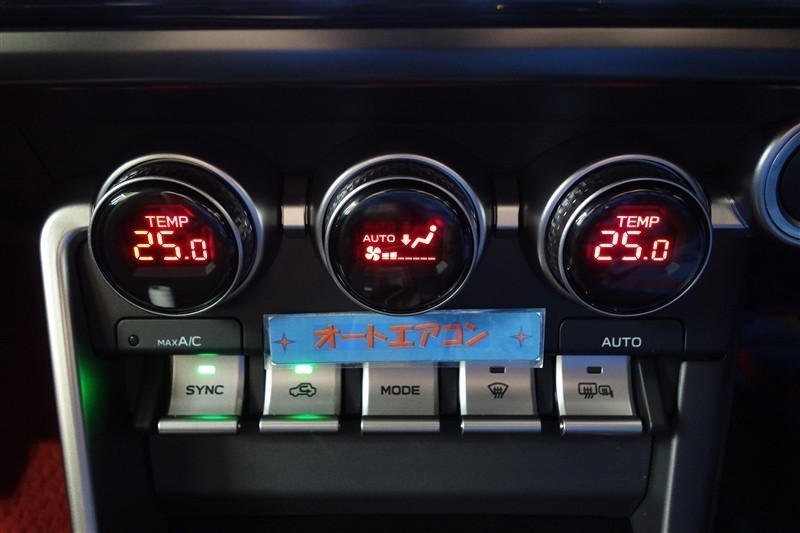 TEMP
25.0
AUTO
TEMP
25.0
MAX A/C
オートエアコン
AUTO
SYNC
MODE